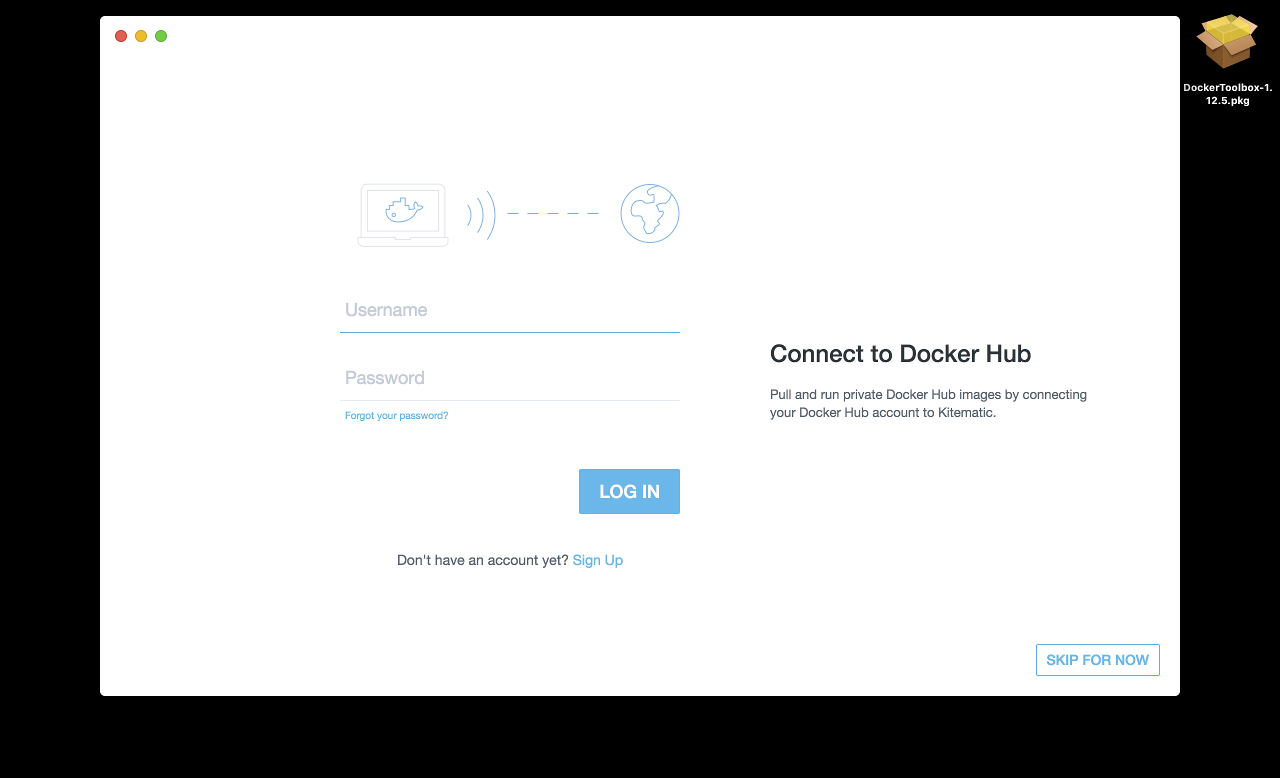 DockerToolbox-1.
12.5.pkg
Username
Password
Forgot your password?
LOG IN
Don't have an account yet? Sign Up
Connect to Docker Hub
Pull and run private Docker Hub images by connecting
your Docker Hub account to Kitematic.
SKIP FOR NOW